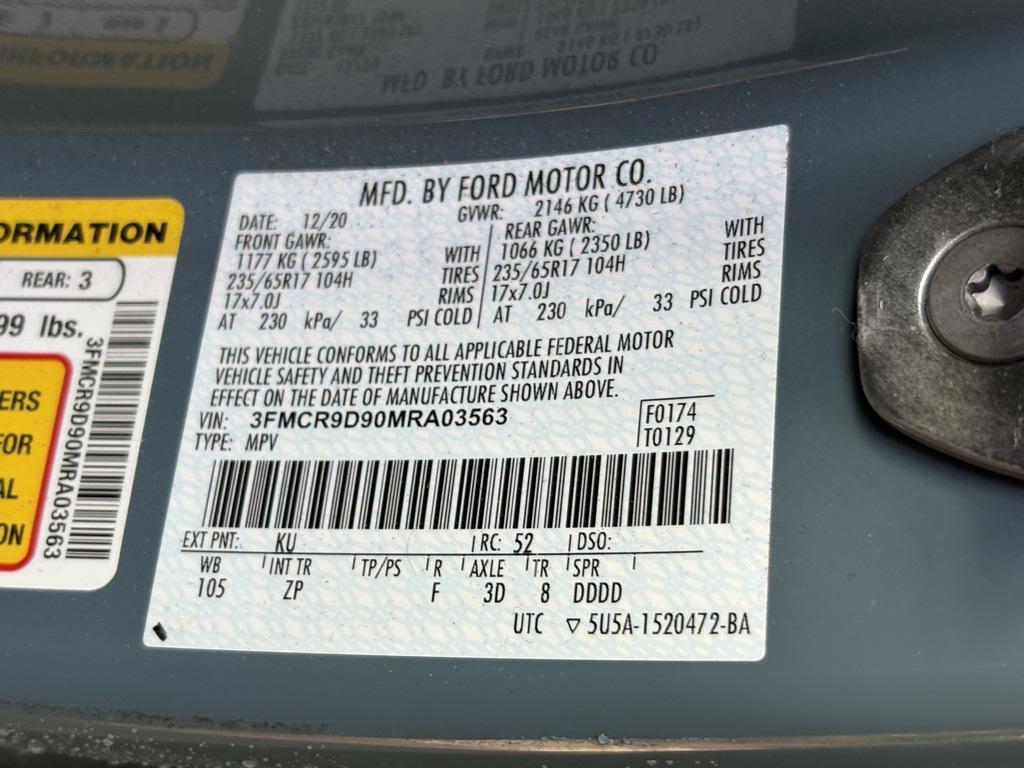 MFD. BY FORD MOTOR CO
ORMATION
REAR: 3
99 lbs.
3FMCR9D90MRA03563
ERS
FOR
AL
ON
MFD. BY FORD MOTOR CO.
DATE: 12/20 GVWR: 2146 KG ( 4730 LB)
FRONT GAWR: WITH
1177 KG ( 2595 LB) TIRES
235/65R17 104H RIMS
17x7.0J
AT 230 kPa/ 33 PSI COLD
REAR GAWR: WITH
1066 KG ( 2350 LB) TIRES
235/65R17 104H RIMS
17x7.0J
AT 230 kPa/ 33 PSI COLD
THIS VEHICLE CONFORMS TO ALL APPLICABLE FEDERAL MOTOR
VEHICLE SAFETY AND THEFT PREVENTION STANDARDS IN
EFFECT ON THE DATE OF MANUFACTURE SHOWN ABOVE.
VIN: 3FMCR9D90MRA03563 F0174
TYPE: MPV T0129
EXT PNT: KU RC: 52 DSO:
WB INT TR TP/PS R AXLE TR SPR
105 ZP F 3D 8 DDDD
UTC ▽ 5U5A-1520472-BA